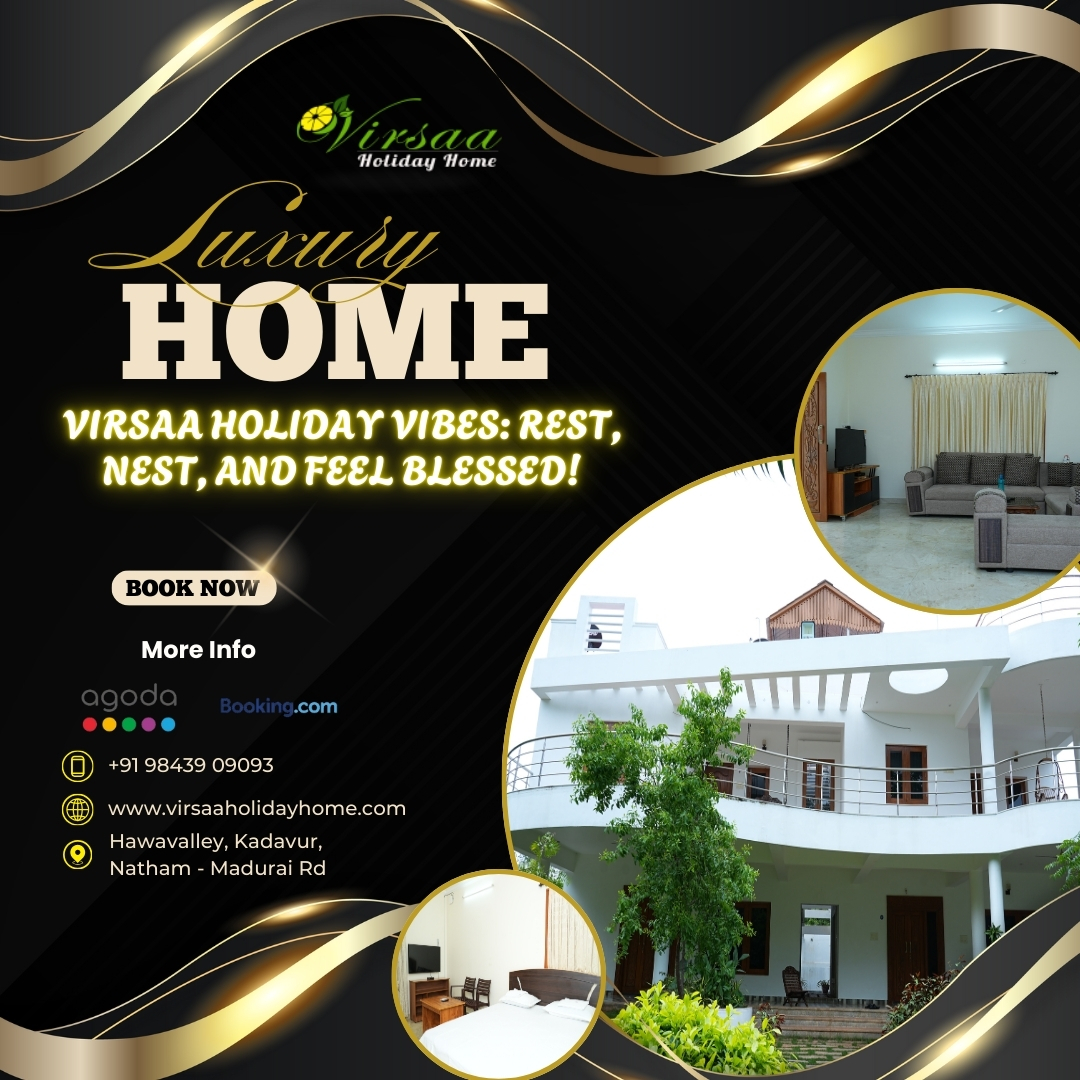 Virsaa
Holiday Home
Luxury
HOME
VIRSAA HOLIDAY VIBES: REST,
NEST, AND FEEL BLESSED!
BOOK NOW
More Info
agoda
Booking.com
+91 98439 09093
www.virsaaholidayhome.com
Hawavalley, Kadavur,
Natham - Madurai Rd